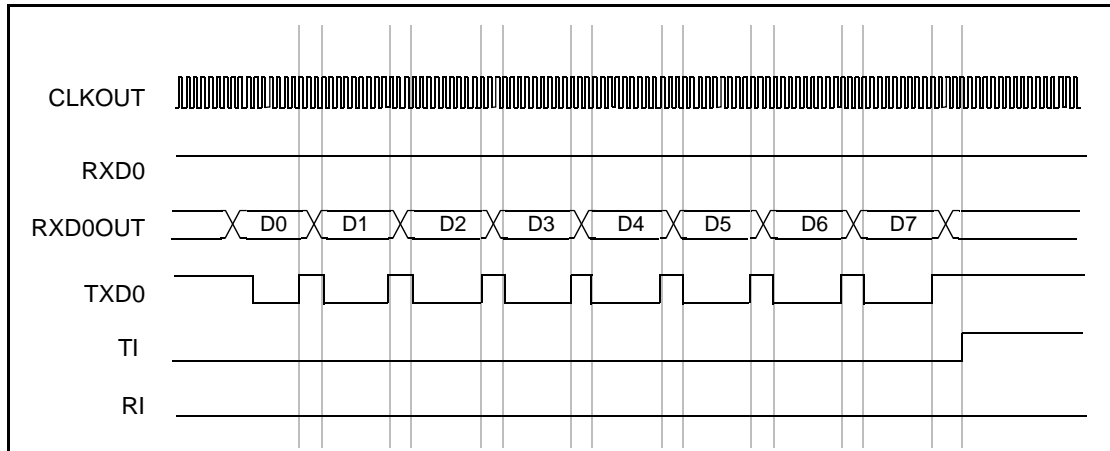 CLKOUT
RXD0
RXD0OUT D0 D1 D2 D3 D4 D5 D6 D7
TXD0
TI
RI